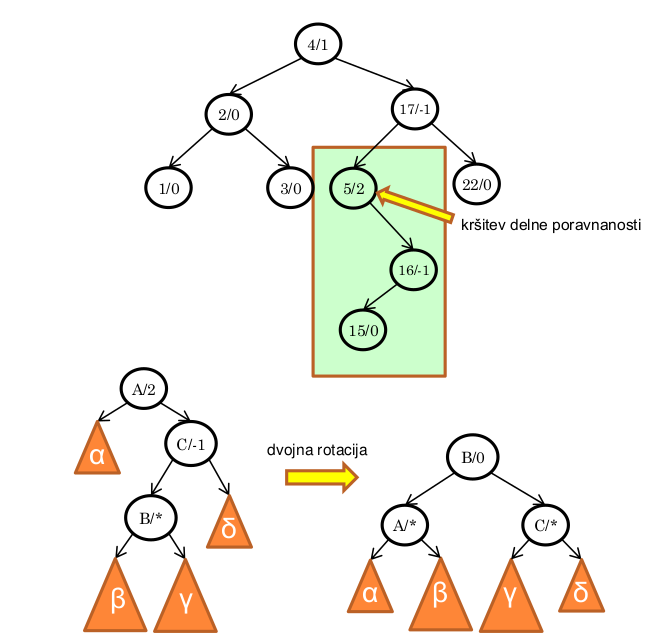 4/1
2/0
17/-1
1/0
3/0
5/2
22/0
kršitev delne poravnanosti
16/-1
15/0
A/2
α
C/-1
B/*
δ
β
γ
dvojna rotacija
B/0
A/*
C/*
α
β
γ
δ